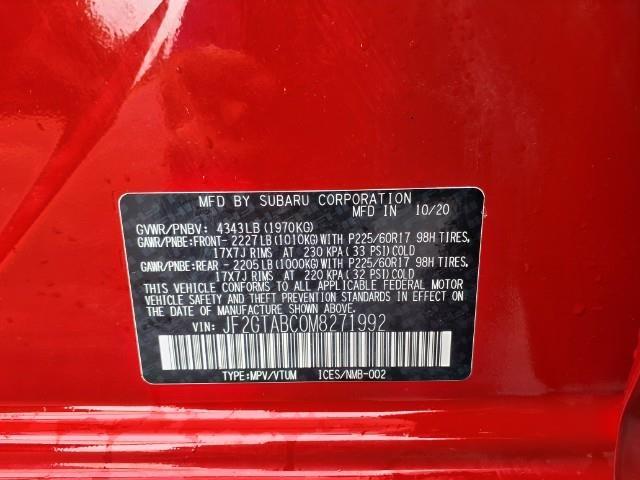 MFD BY SUBARU CORPORATION
MFD IN 10/20
GVWR/PNBV: 4343LB (1970KG)
GAWR/PNBE:FRONT- 2227LB (1010KG) WITH P225/60R17 98H TIRES,
17X7J RIMS AT 230 KPA (33 PSI) COLD
GAWR/PNBE:REAR - 2205LB (1000KG) WITH P225/60R17 98H TIRES,
17X7J RIMS AT 220 KPA (32 PSI) COLD
THIS VEHICLE CONFORMS TO ALL APPLICABLE FEDERAL MOTOR
VEHICLE SAFETY AND THEFT PREVENTION STANDARDS IN EFFECT ON
THE DATE OF MANUFACTURE SHOWN ABOVE.
VIN: JF2GTABC0M8271992
TYPE:MPV/VTUM ICES/NMB-002